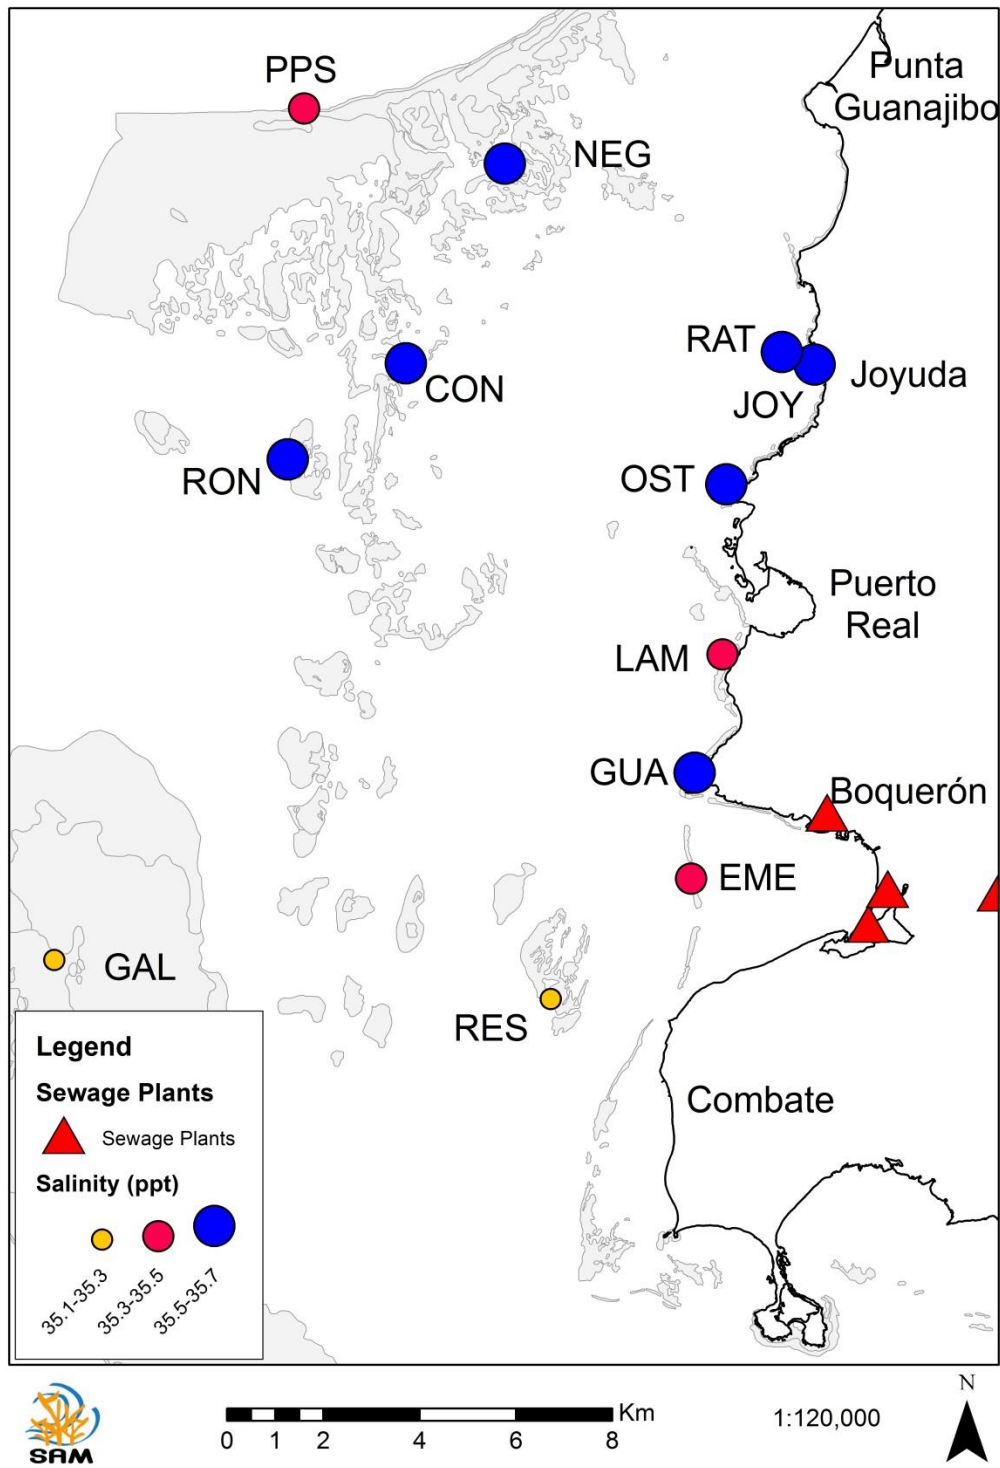 PPS
Punta
Guanajibo
NEG
RAT
JOY
Joyuda
CON
RON
OST
Puerto
Real
LAM
GUA
Boquerón
EME
GAL
RES
Combate
Legend
Sewage Plants
Sewage Plants
Salinity (ppt)
35.1-35.3
35.3-35.5
35.5-35.7
SAM
Km
0 1 2 4 6 8
1:120,000
N